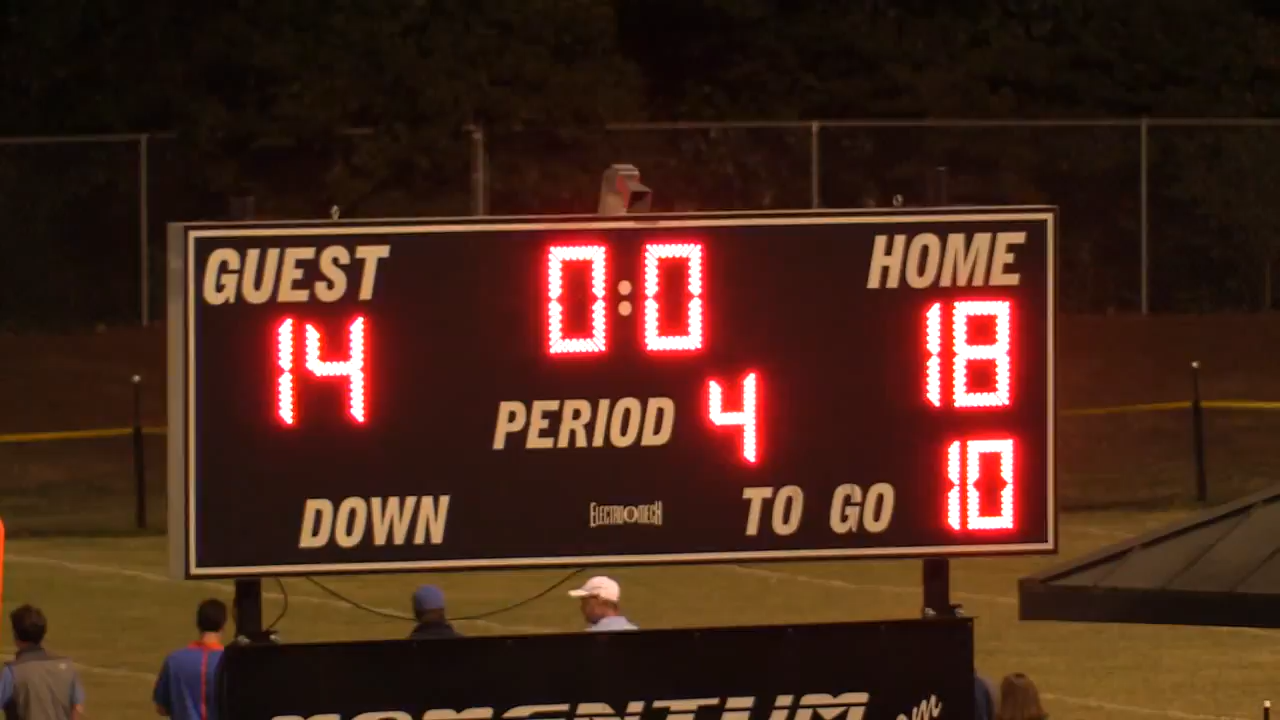 GUEST 0:0 HOME
14 18
PERIOD 4
DOWN ELECTRO-MECH TO GO 10
MOMENTUM